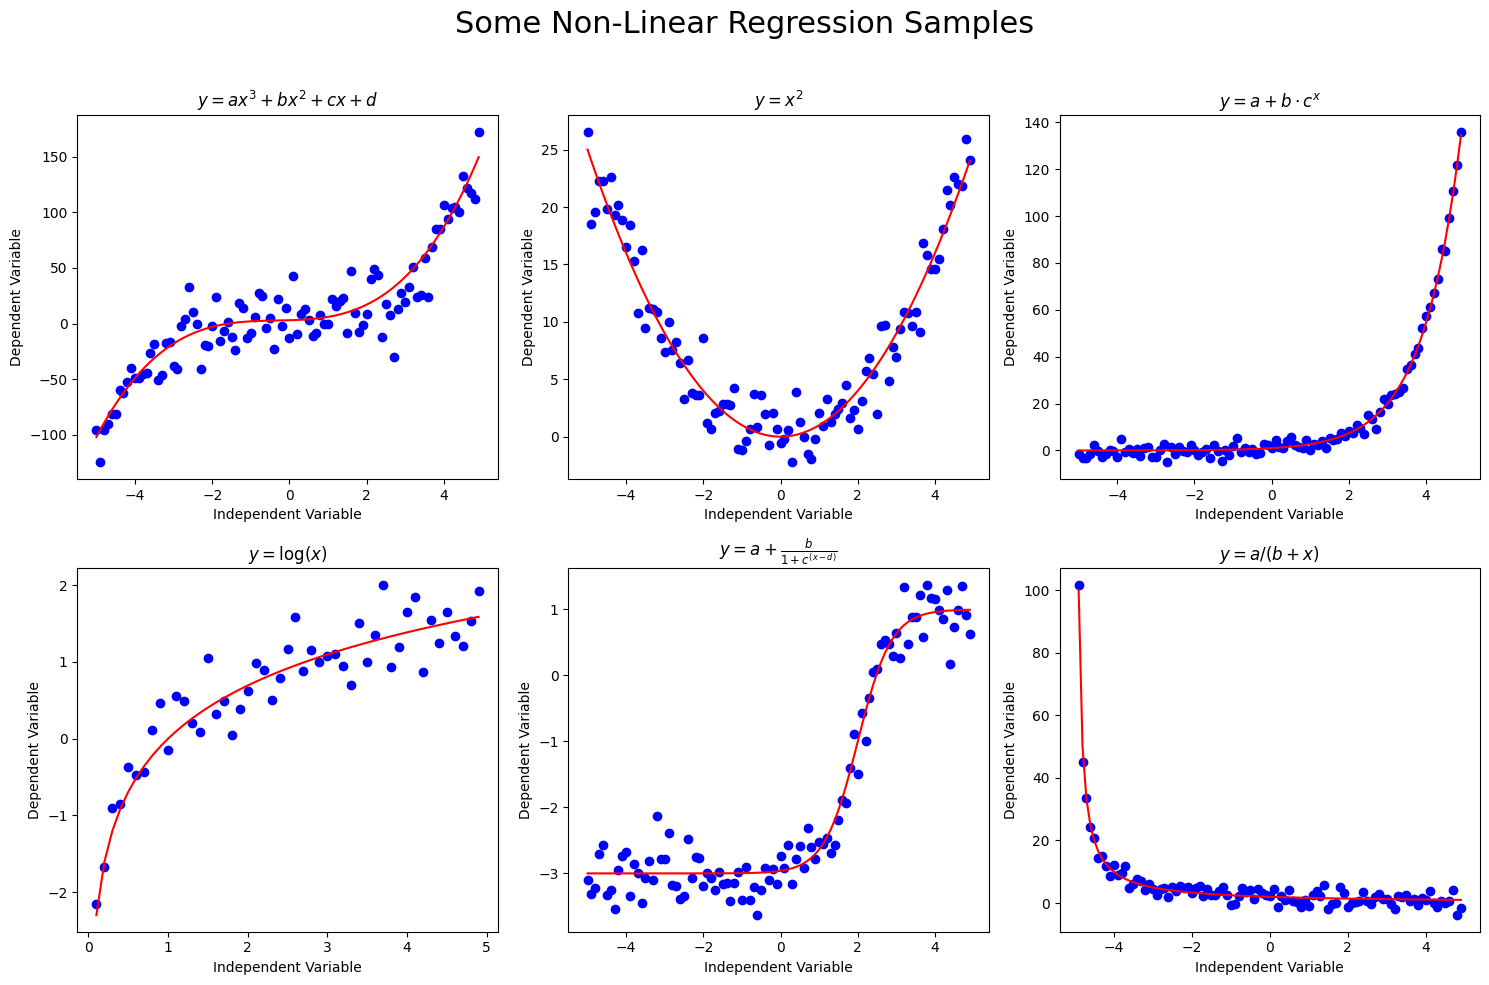 Some Non-Linear Regression Samples
y = ax³ + bx² + cx + d
150
100
50
0
−50
−100
−4 −2 0 2 4
Dependent Variable
Independent Variable
y = x²
25
20
15
10
5
0
−4 −2 0 2 4
Dependent Variable
Independent Variable
y = a + b · cˣ
140
120
100
80
60
40
20
0
−4 −2 0 2 4
Dependent Variable
Independent Variable
y = log(x)
2
1
0
−1
−2
0 1 2 3 4 5
Dependent Variable
Independent Variable
y = a + b / (1 + c^(x−d))
1
0
−1
−2
−3
−4 −2 0 2 4
Dependent Variable
Independent Variable
y = a/(b + x)
100
80
60
40
20
0
−4 −2 0 2 4
Dependent Variable
Independent Variable